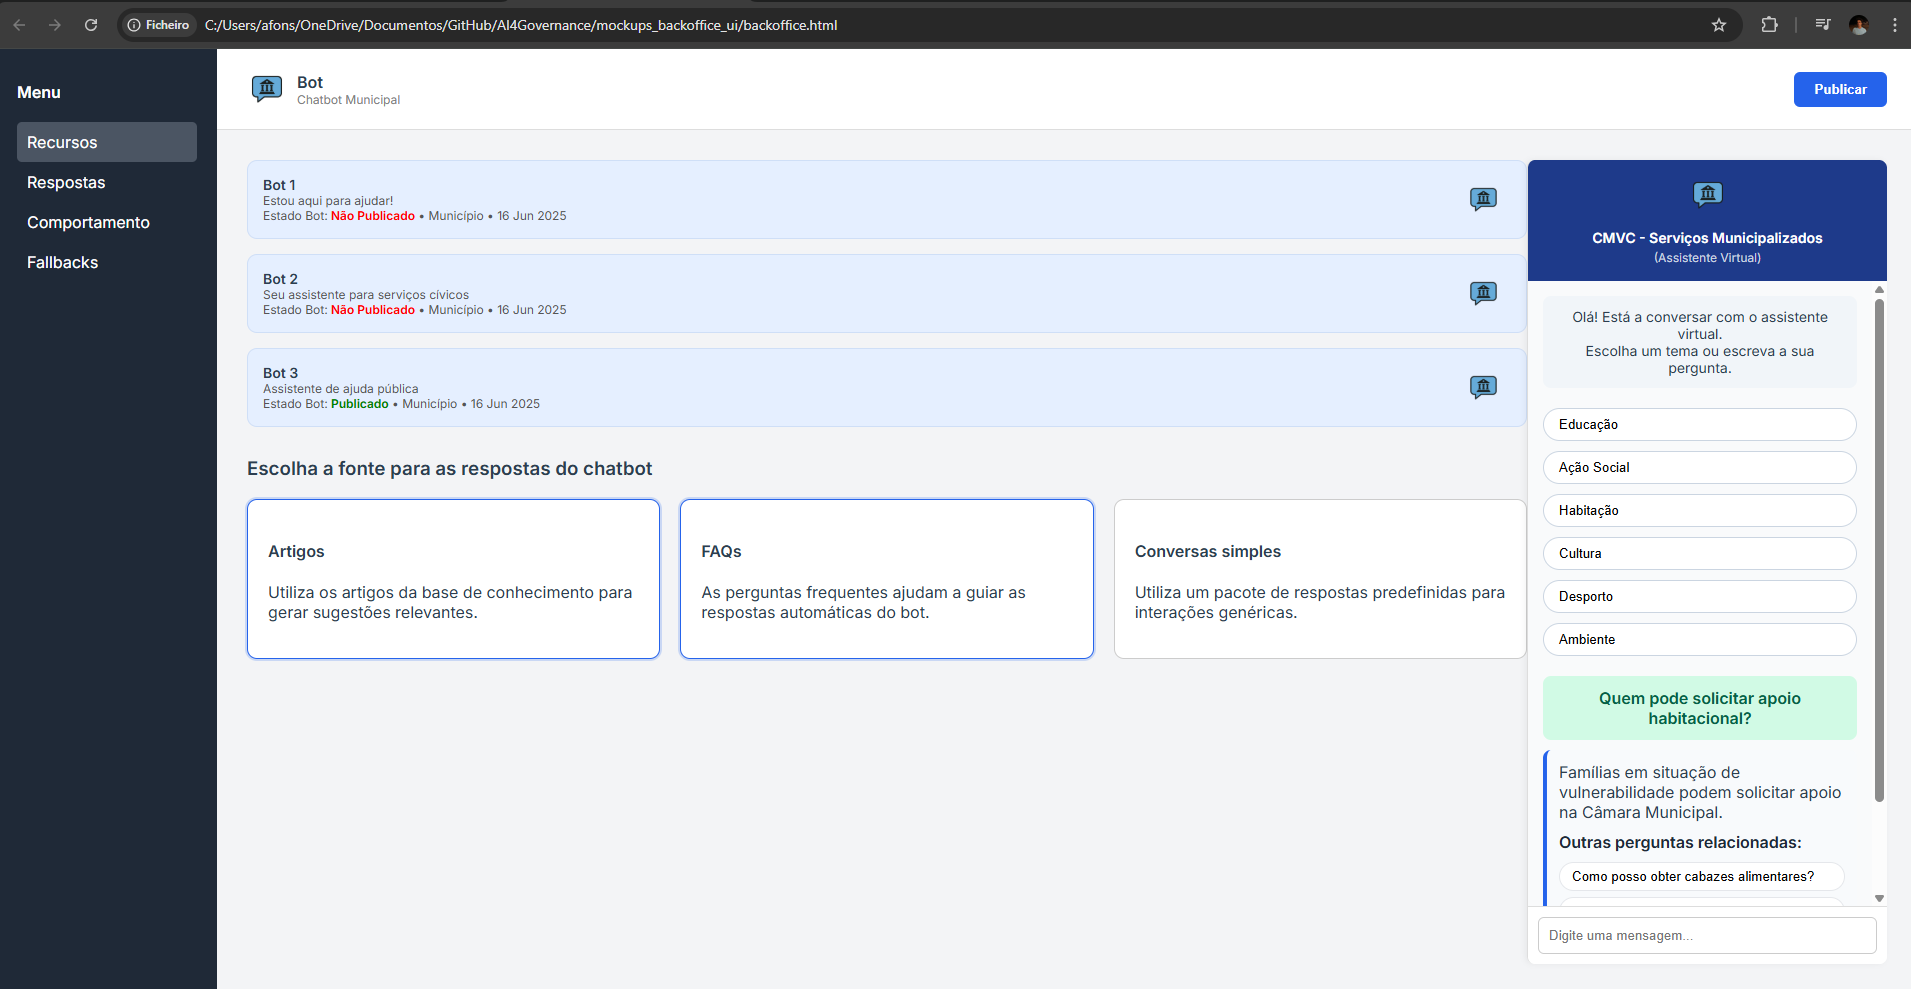 Ficheiro
C:/Users/afons/OneDrive/Documentos/GitHub/AI4Governance/mockups_backoffice_ui/backoffice.html
Menu
Recursos
Respostas
Comportamento
Fallbacks
Bot
Chatbot Municipal
Publicar
Bot 1
Estou aqui para ajudar!
Estado Bot: Não Publicado • Município • 16 Jun 2025
Bot 2
Seu assistente para serviços cívicos
Estado Bot: Não Publicado • Município • 16 Jun 2025
Bot 3
Assistente de ajuda pública
Estado Bot: Publicado • Município • 16 Jun 2025
Escolha a fonte para as respostas do chatbot
Artigos
Utiliza os artigos da base de conhecimento para
gerar sugestões relevantes.
FAQs
As perguntas frequentes ajudam a guiar as
respostas automáticas do bot.
Conversas simples
Utiliza um pacote de respostas predefinidas para
interações genéricas.
CMVC - Serviços Municipalizados
(Assistente Virtual)
Olá! Está a conversar com o assistente
virtual.
Escolha um tema ou escreva a sua
pergunta.
Educação
Ação Social
Habitação
Cultura
Desporto
Ambiente
Quem pode solicitar apoio
habitacional?
Famílias em situação de
vulnerabilidade podem solicitar apoio
na Câmara Municipal.
Outras perguntas relacionadas:
Como posso obter cabazes alimentares?
Digite uma mensagem...